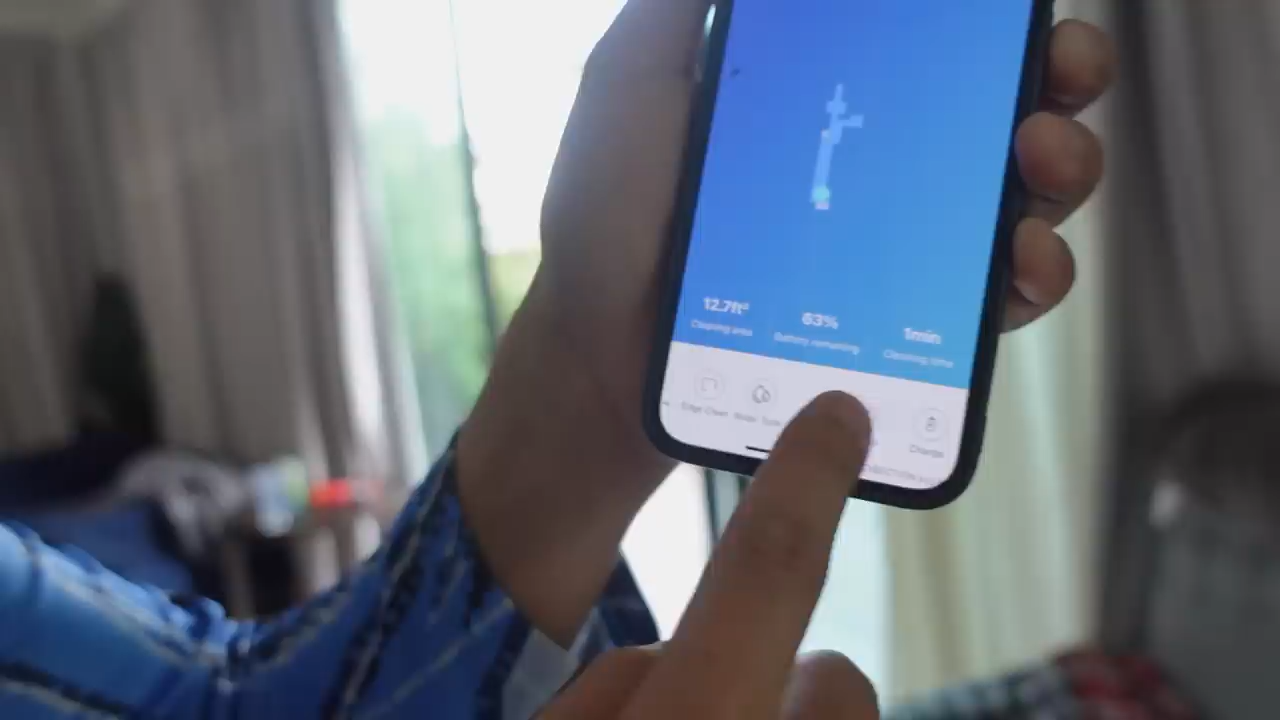 12.7ft²
Cleaning area
63%
Battery remaining
1min
Cleaning time
Edge Clean
Charge